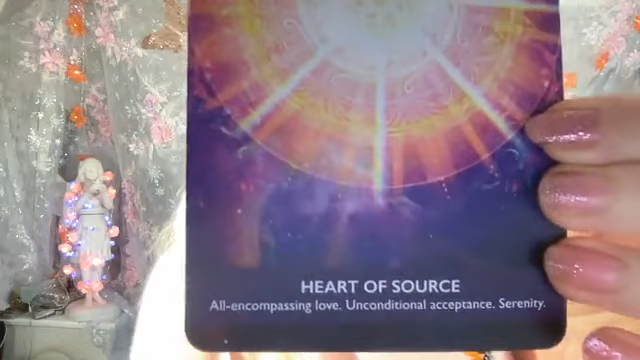 HEART OF SOURCE
All-encompassing love. Unconditional acceptance. Serenity.